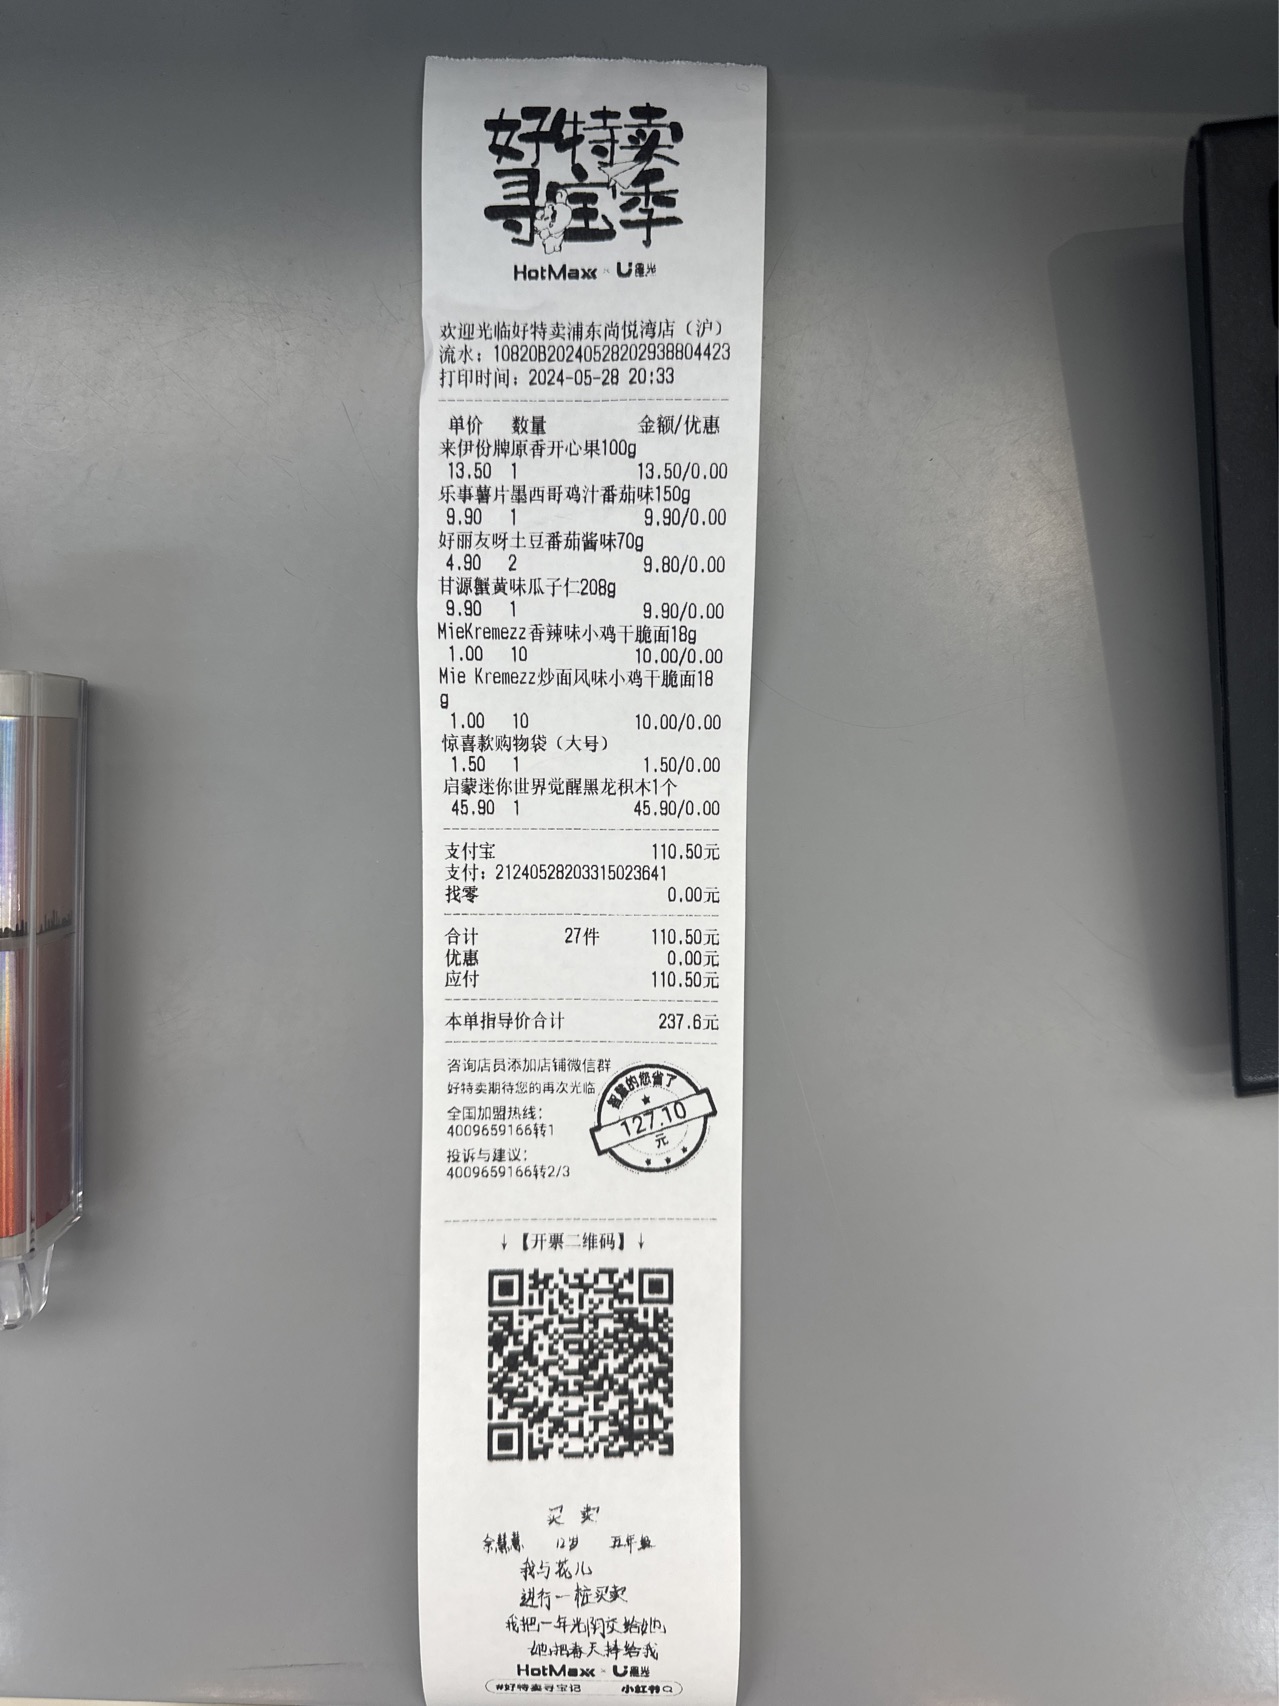 好特卖
寻宝季
HotMaxx × U晨光
欢迎光临好特卖浦东尚悦湾店（沪）
流水：10820B20240528202938804423
打印时间：2024-05-28 20:33
单价 数量 金额/优惠
来伊份牌原香开心果100g
13.50 1 13.50/0.00
乐事薯片墨西哥鸡汁番茄味150g
9.90 1 9.90/0.00
好丽友呀土豆番茄酱味70g
4.90 2 9.80/0.00
甘源蟹黄味瓜子仁208g
9.90 1 9.90/0.00
MieKremezz香辣味小鸡干脆面18g
1.00 10 10.00/0.00
Mie Kremezz炒面风味小鸡干脆面18
g
1.00 10 10.00/0.00
惊喜款购物袋（大号）
1.50 1 1.50/0.00
启蒙迷你世界觉醒黑龙积木1个
45.90 1 45.90/0.00
支付宝 110.50元
支付：21240528203315023641
找零 0.00元
合计 27件 110.50元
优惠 0.00元
应付 110.50元
本单指导价合计 237.6元
咨询店员添加店铺微信群
好特卖期待您的再次光临
全国加盟热线：
4009659166转1
投诉与建议：
4009659166转2/3
智慧的您省了
127.10
元
↓【开票二维码】↓
买卖
余慧慧 12岁 五年级
我与花儿
进行一桩买卖
我把一年光阴交给她
她把春天捧给我
HotMaxx × U晨光
#好特卖寻宝记 小红书